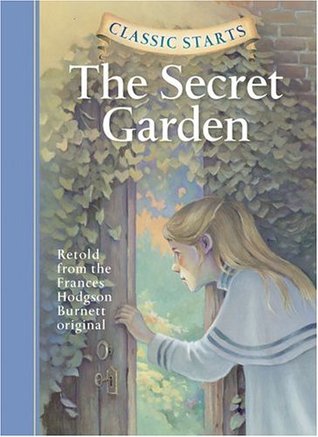 CLASSIC STARTS
The Secret
Garden
Retold
from the
Frances
Hodgson
Burnett
original